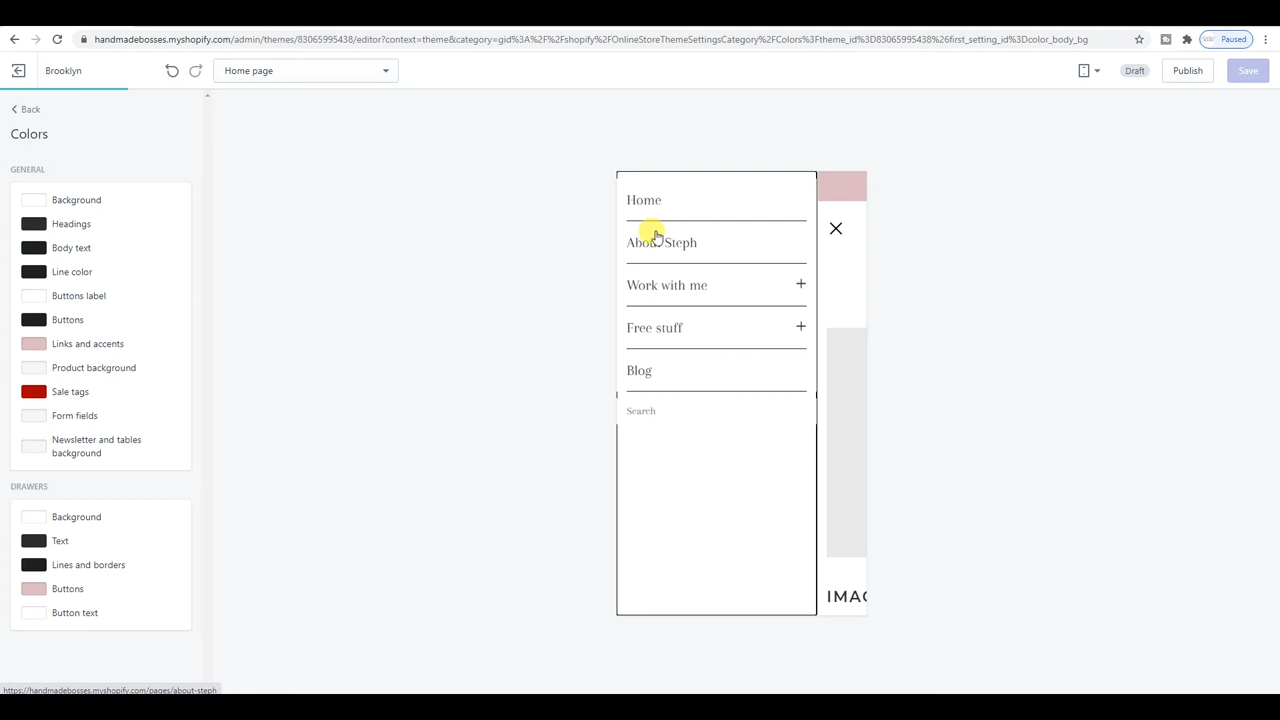 handmadebosses.myshopify.com/admin/themes/83065995438/editor?context=theme&category=gid%3A%2F%2Fshopify%2FOnlineStoreThemeSettingsCategory%2FColors%3Ftheme_id%3D83065995438%26first_setting_id%3Dcolor_body_bg
Paused
Brooklyn
Home page
Draft
Publish
Save
Back
Colors
GENERAL
Background
Headings
Body text
Line color
Buttons label
Buttons
Links and accents
Product background
Sale tags
Form fields
Newsletter and tables
background
DRAWERS
Background
Text
Lines and borders
Buttons
Button text
Home
About Steph
Work with me
Free stuff
Blog
Search
IMAG
https://handmadebosses.myshopify.com/pages/about-steph